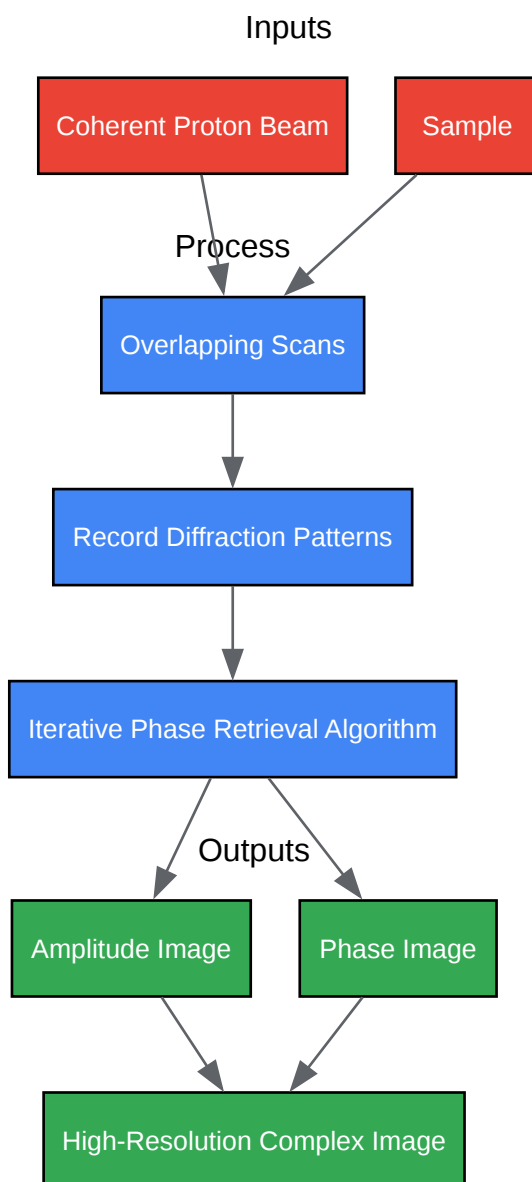 Inputs
Coherent Proton Beam
Sample
Process
Overlapping Scans
Record Diffraction Patterns
Iterative Phase Retrieval Algorithm
Outputs
Amplitude Image
Phase Image
High-Resolution Complex Image